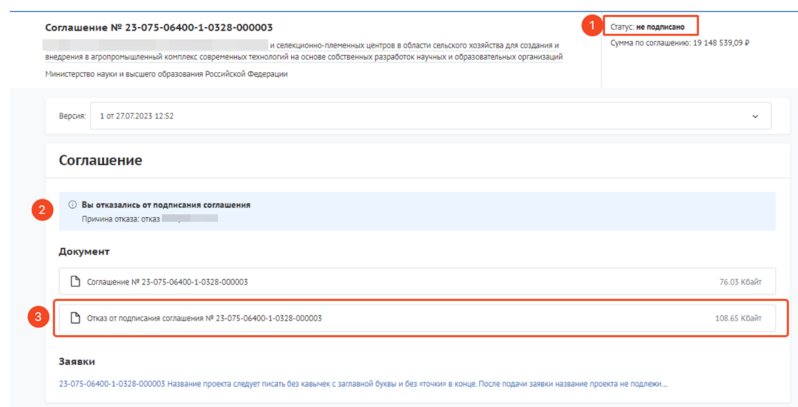 Соглашение № 23-075-06400-1-0328-000003
1
Статус: не подписано
Сумма по соглашению: 19 148 539,09 ₽
и селекционно-племенных центров в области сельского хозяйства для создания и
внедрения в агропромышленный комплекс современных технологий на основе собственных разработок научных и образовательных организаций
Министерство науки и высшего образования Российской Федерации
Версия: 1 от 27.07.2023 12:52
Соглашение
2
Вы отказались от подписания соглашения
Причина отказа: отказ
Документ
Соглашение № 23-075-06400-1-0328-000003 76.03 Кбайт
3
Отказ от подписания соглашения № 23-075-06400-1-0328-000003 108.65 Кбайт
Заявки
23-075-06400-1-0328-000003 Название проекта следует писать без кавычек с заглавной буквы и без «точки» в конце. После подачи заявки название проекта не подлежи...